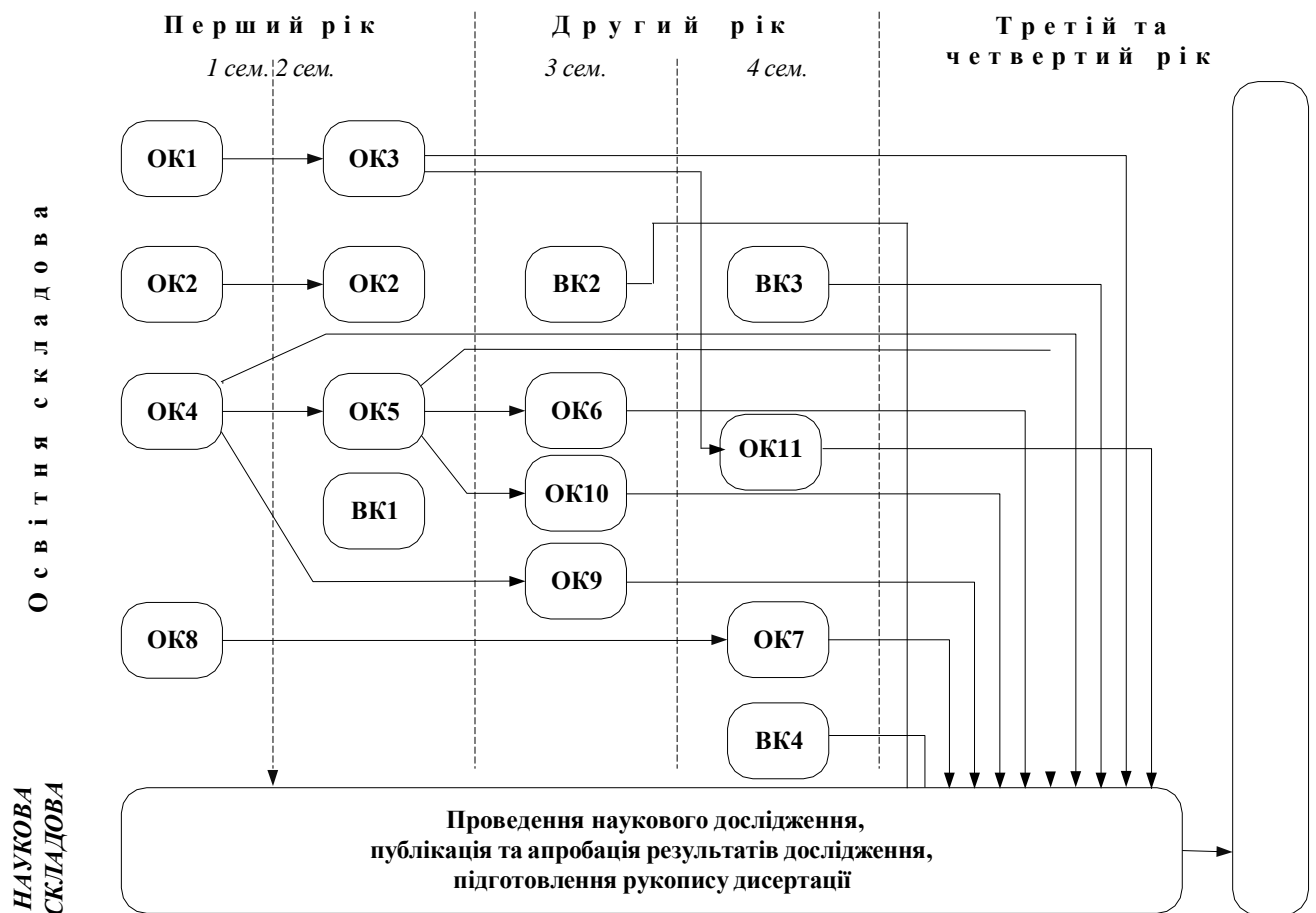 Перший рік
Другий рік
Третій та
четвертий рік
1 сем.
2 сем.
3 сем.
4 сем.
Освітня складова
ОК1
ОК3
ОК2
ОК2
ВК2
ВК3
ОК4
ОК5
ОК6
ОК11
ВК1
ОК10
ОК9
ОК8
ОК7
ВК4
НАУКОВА
СКЛАДОВА
Проведення наукового дослідження,
публікація та апробація результатів дослідження,
підготовлення рукопису дисертації